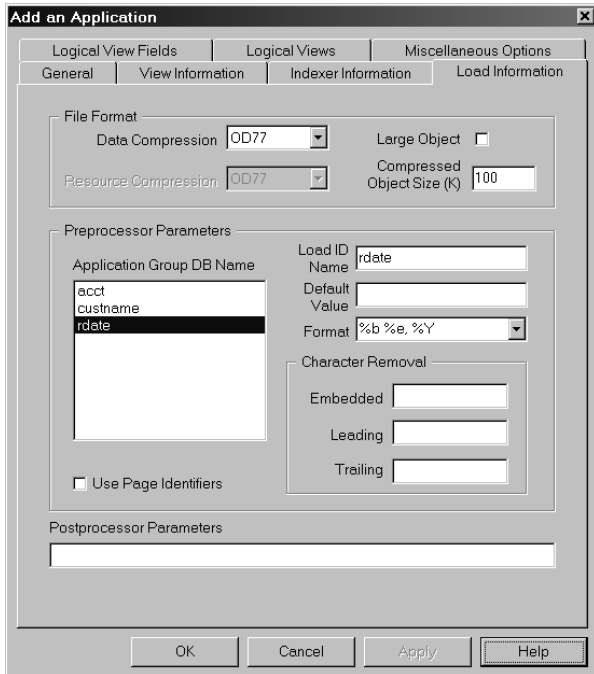 Add an Application
Logical View Fields
Logical Views
Miscellaneous Options
General
View Information
Indexer Information
Load Information
File Format
Data Compression OD77
Large Object
Resource Compression OD77
Compressed
Object Size (K) 100
Preprocessor Parameters
Application Group DB Name
acct
custname
rdate
Load ID
Name rdate
Default
Value
Format %b %e, %Y
Character Removal
Embedded
Leading
Trailing
Use Page Identifiers
Postprocessor Parameters
OK
Cancel
Apply
Help